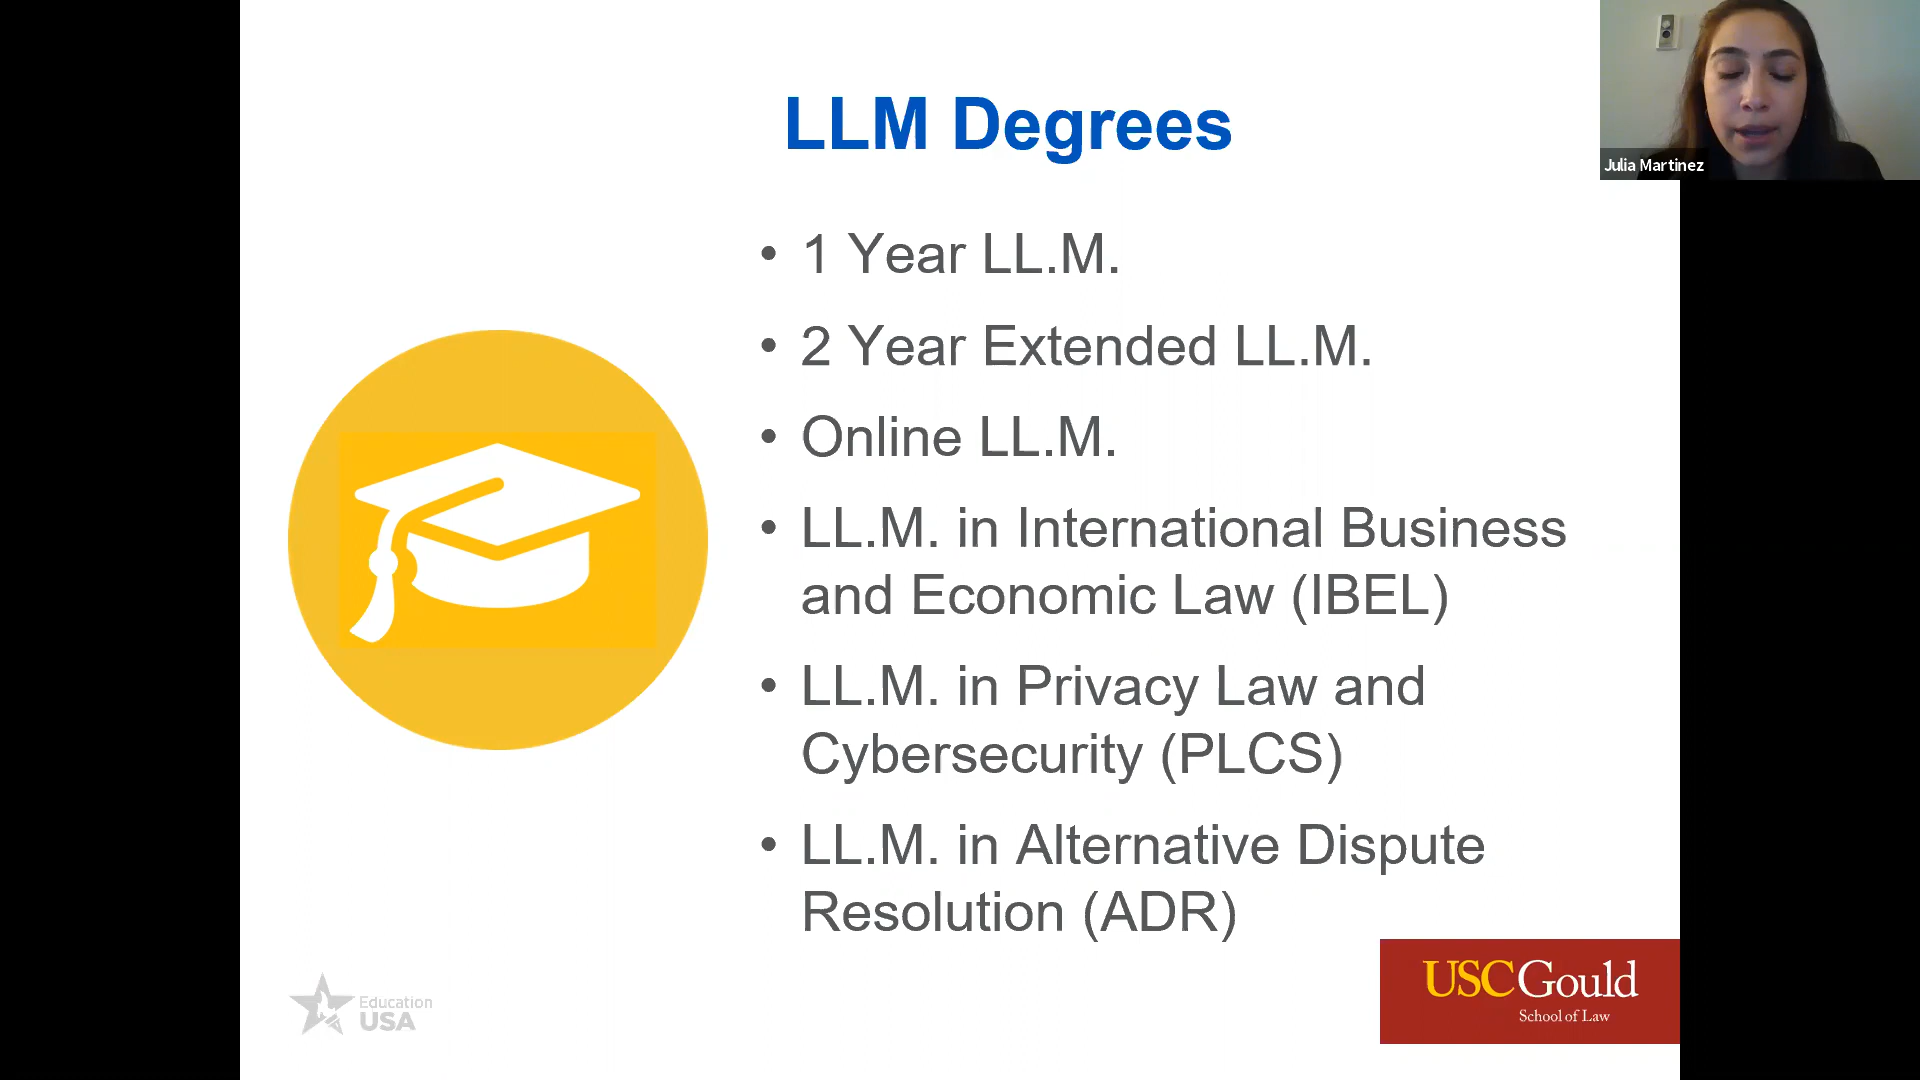 LLM Degrees
• 1 Year LL.M.
• 2 Year Extended LL.M.
• Online LL.M.
• LL.M. in International Business
and Economic Law (IBEL)
• LL.M. in Privacy Law and
Cybersecurity (PLCS)
• LL.M. in Alternative Dispute
Resolution (ADR)
Julia Martinez
Education
USA
USCGould
School of Law